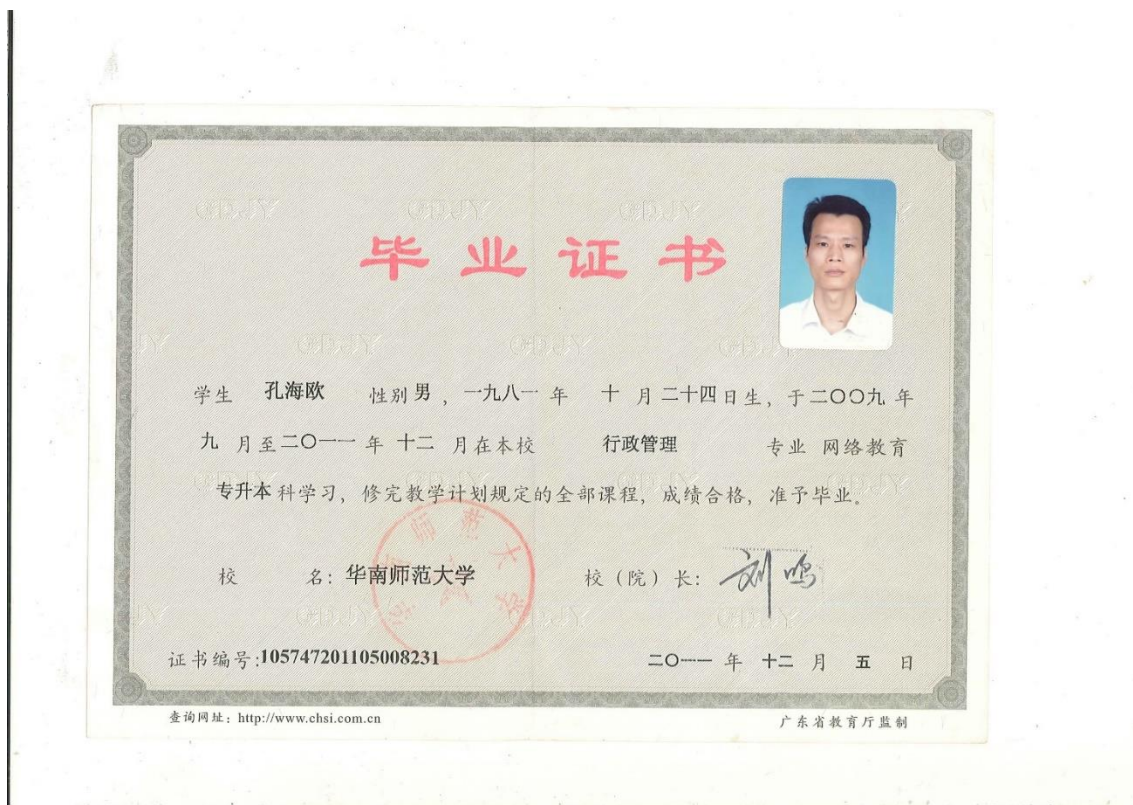 毕业证书
学生 孔海欧 性别 男 , 一九八一 年 十 月 二十四 日生, 于 二〇〇九 年
九 月至 二〇一一 年 十二 月在本校 行政管理 专业 网络教育
专升本 科学习, 修完教学计划规定的全部课程, 成绩合格, 准予毕业。
校 名: 华南师范大学 校(院)长: 刘鸣
证书编号:105747201105008231 二〇一一 年 十二 月 五 日
查询网址: http://www.chsi.com.cn 广东省教育厅监制